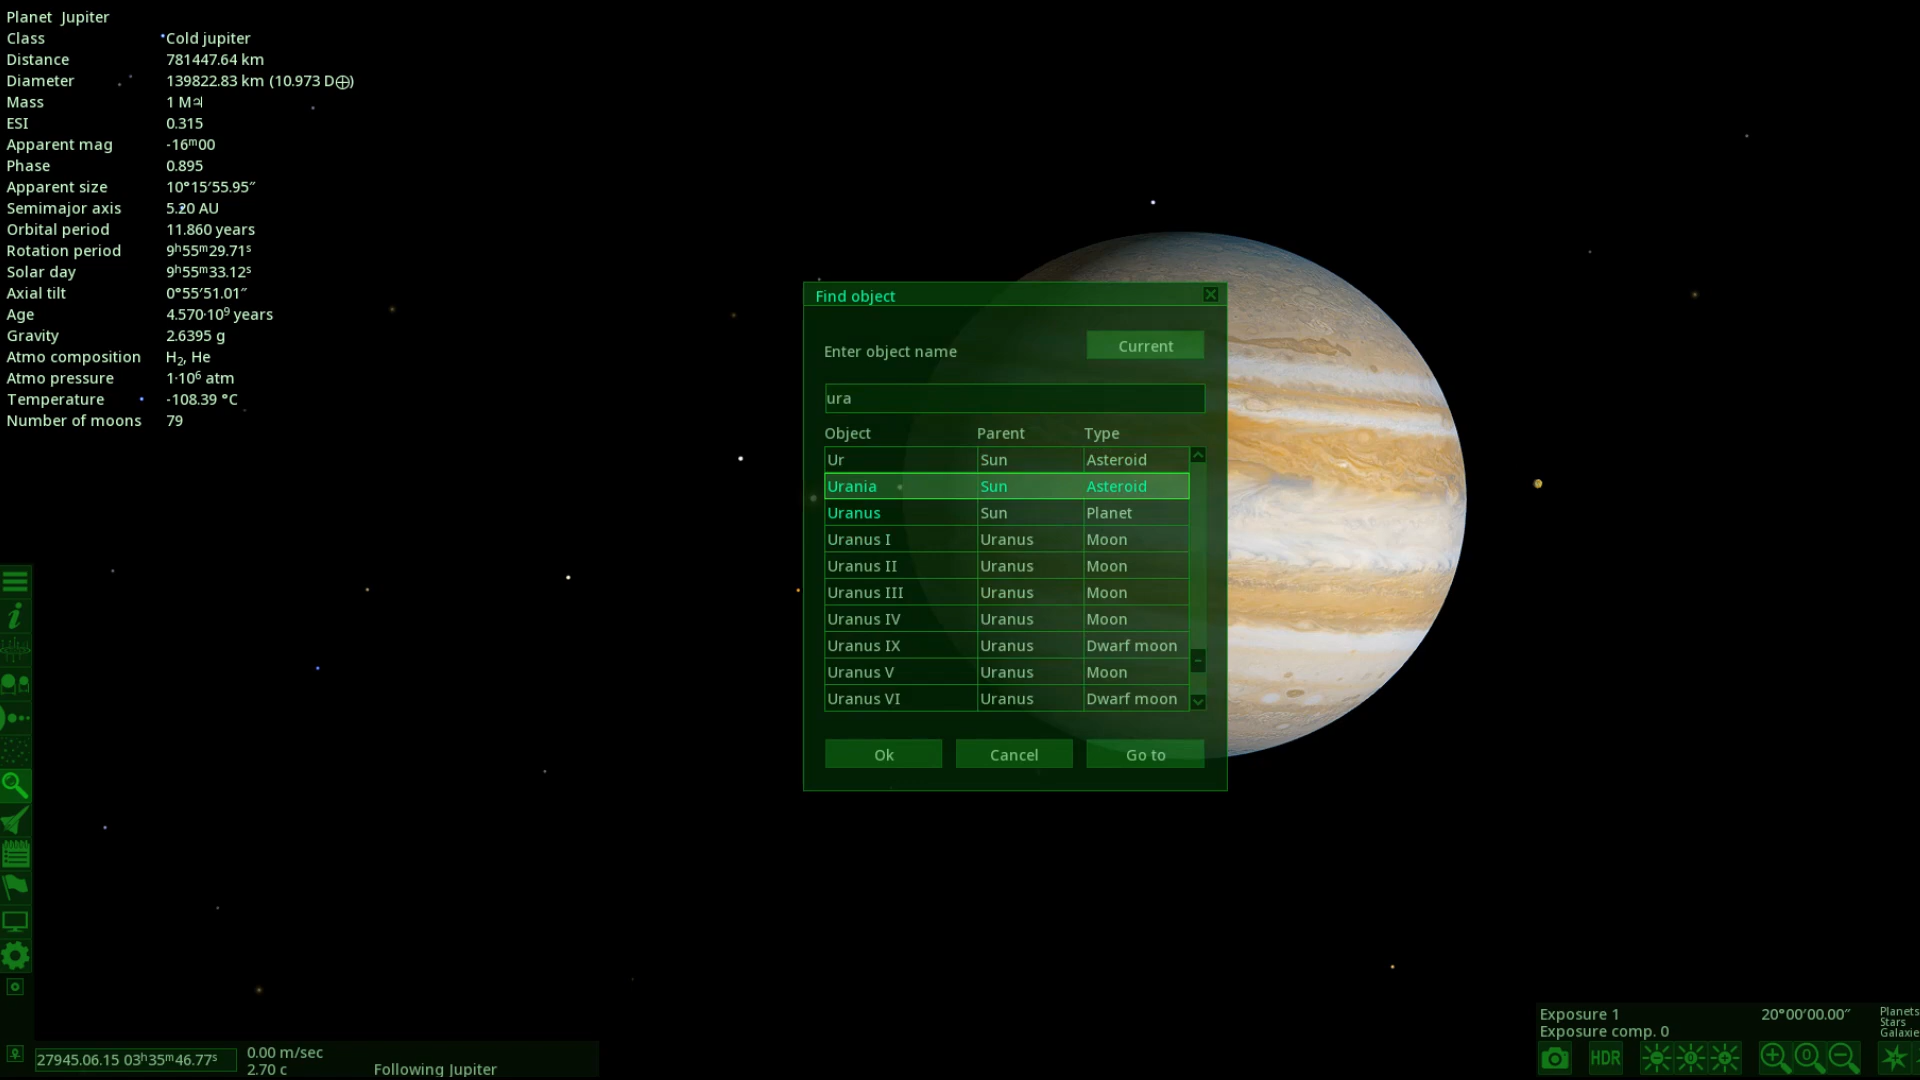 Planet Jupiter
Class Cold jupiter
Distance 781447.64 km
Diameter 139822.83 km (10.973 D⊕)
Mass 1 M♃
ESI 0.315
Apparent mag -16ᵐ00
Phase 0.895
Apparent size 10°15′55.95″
Semimajor axis 5.20 AU
Orbital period 11.860 years
Rotation period 9ʰ55ᵐ29.71ˢ
Solar day 9ʰ55ᵐ33.12ˢ
Axial tilt 0°55′51.01″
Age 4.570·10⁹ years
Gravity 2.6395 g
Atmo composition H₂, He
Atmo pressure 1·10⁶ atm
Temperature -108.39 °C
Number of moons 79
Find object
Enter object name Current
ura
Object Parent Type
Ur Sun Asteroid
Urania Sun Asteroid
Uranus Sun Planet
Uranus I Uranus Moon
Uranus II Uranus Moon
Uranus III Uranus Moon
Uranus IV Uranus Moon
Uranus IX Uranus Dwarf moon
Uranus V Uranus Moon
Uranus VI Uranus Dwarf moon
Ok Cancel Go to
27945.06.15 03ʰ35ᵐ46.77ˢ
0.00 m/sec
2.70 c Following Jupiter
Exposure 1 20°00′00.00″
Exposure comp. 0
Planets
Stars
Galaxie
HDR